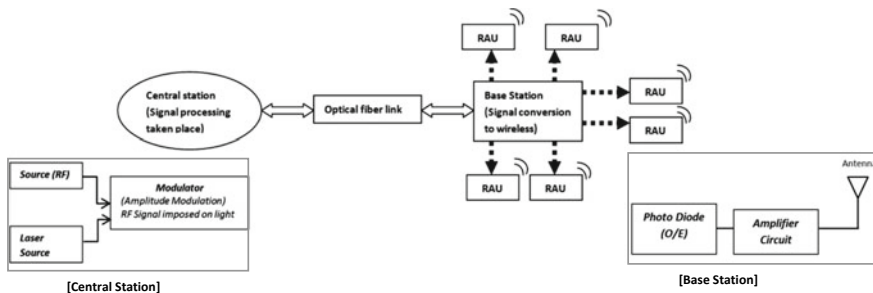 RAU
RAU
Central station
(Signal processing
taken place)
Optical fiber link
Base Station
(Signal conversion
to wireless)
RAU
RAU
RAU
RAU
Source (RF)
Modulator
(Amplitude Modulation)
RF Signal imposed on light
Laser
Source
[Central Station]
Antenna
Photo Diode
(O/E)
Amplifier
Circuit
[Base Station]